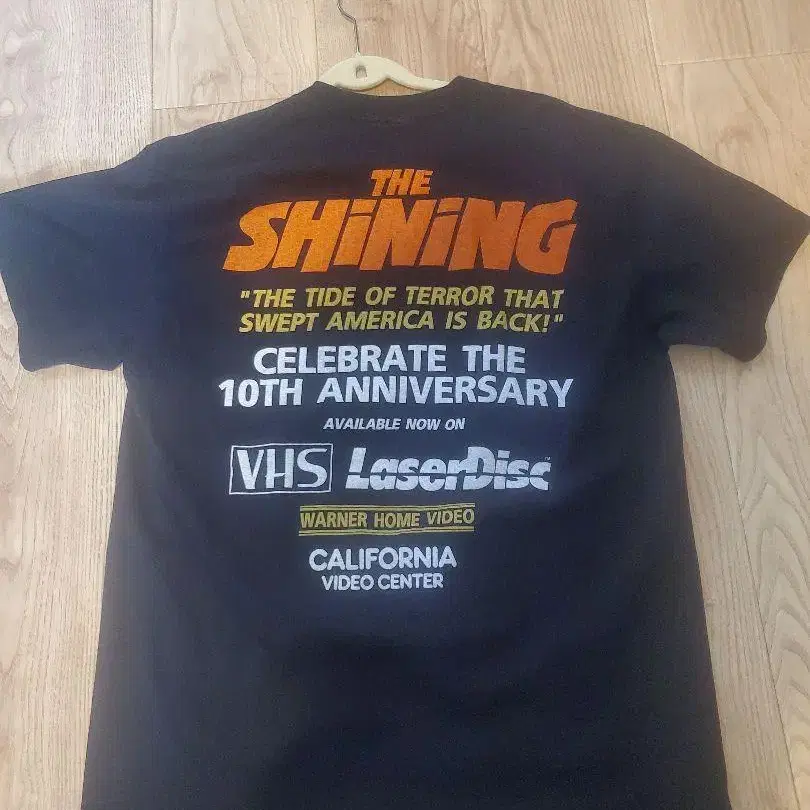 THE
SHiNiNG
"THE TIDE OF TERROR THAT
SWEPT AMERICA IS BACK!"
CELEBRATE THE
10TH ANNIVERSARY
AVAILABLE NOW ON
VHS LaserDisc™
WARNER HOME VIDEO
CALIFORNIA
VIDEO CENTER